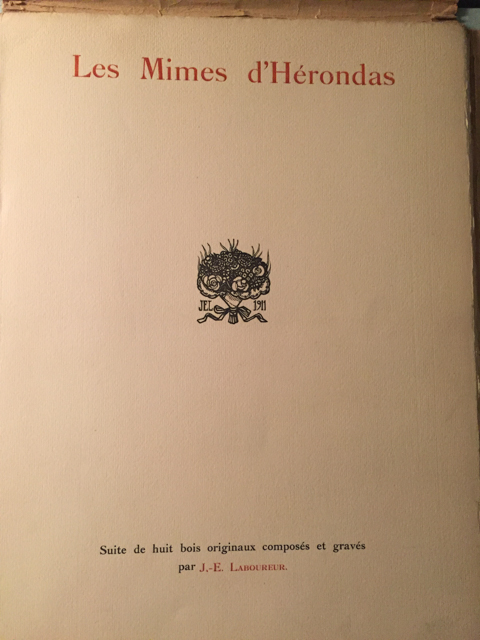 Les Mimes d'Hérondas
JEL 1911
Suite de huit bois originaux composés et gravés
par J.-E. Laboureur.